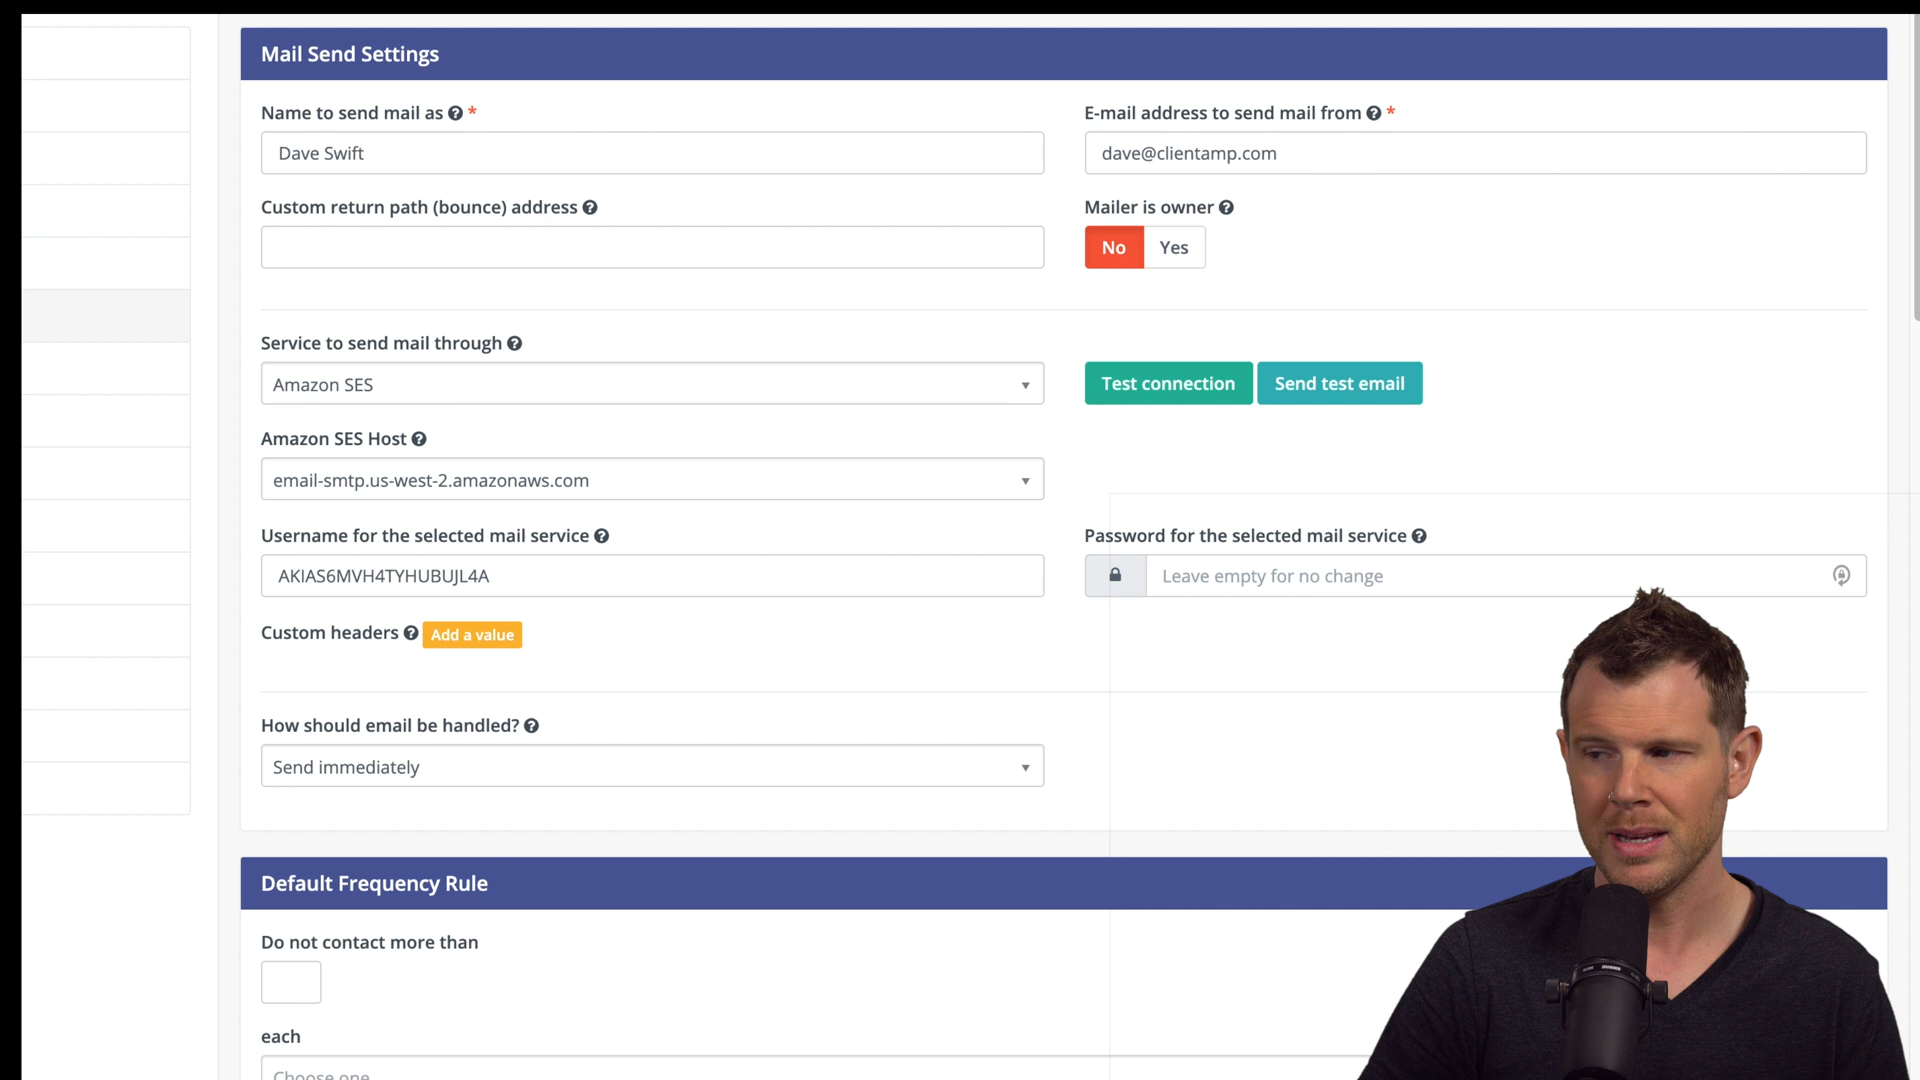 Mail Send Settings
Name to send mail as *
E-mail address to send mail from *
Dave Swift
dave@clientamp.com
Custom return path (bounce) address
Mailer is owner
No Yes
Service to send mail through
Amazon SES
Test connection
Send test email
Amazon SES Host
email-smtp.us-west-2.amazonaws.com
Username for the selected mail service
Password for the selected mail service
AKIAS6MVH4TYHUBUJL4A
Leave empty for no change
Custom headers Add a value
How should email be handled?
Send immediately
Default Frequency Rule
Do not contact more than
each
Choose one